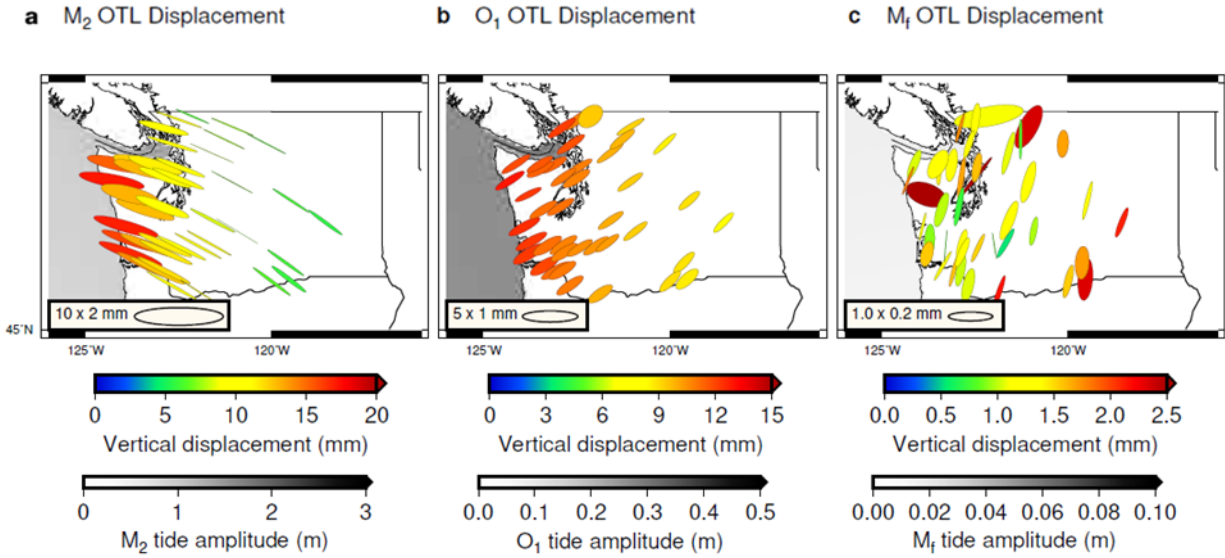 a M₂ OTL Displacement
b O₁ OTL Displacement
c Mf OTL Displacement
45˚N
10 x 2 mm
5 x 1 mm
1.0 x 0.2 mm
125˚W 120˚W
125˚W 120˚W
125˚W 120˚W
0 5 10 15 20
Vertical displacement (mm)
0 3 6 9 12 15
Vertical displacement (mm)
0.0 0.5 1.0 1.5 2.0 2.5
Vertical displacement (mm)
0 1 2 3
M₂ tide amplitude (m)
0.0 0.1 0.2 0.3 0.4 0.5
O₁ tide amplitude (m)
0.00 0.02 0.04 0.06 0.08 0.10
Mf tide amplitude (m)